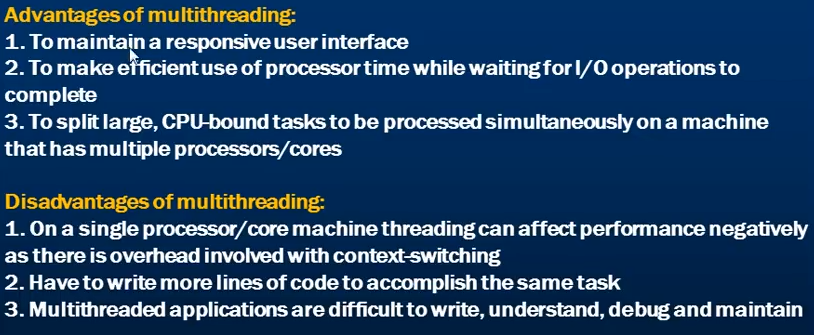 Advantages of multithreading:
1. To maintain a responsive user interface
2. To make efficient use of processor time while waiting for I/O operations to
complete
3. To split large, CPU-bound tasks to be processed simultaneously on a machine
that has multiple processors/cores
Disadvantages of multithreading:
1. On a single processor/core machine threading can affect performance negatively
as there is overhead involved with context-switching
2. Have to write more lines of code to accomplish the same task
3. Multithreaded applications are difficult to write, understand, debug and maintain